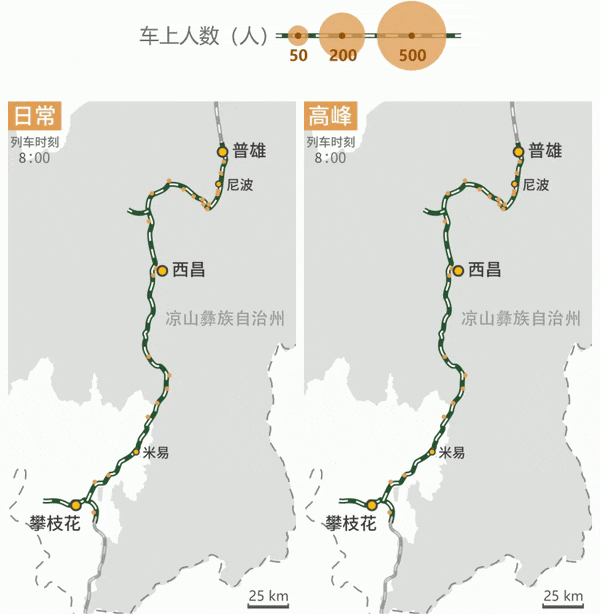 车上人数（人）
50
200
500
日常
列车时刻
8:00
普雄
尼波
西昌
凉山彝族自治州
米易
攀枝花
25 km
高峰
列车时刻
8:00
普雄
尼波
西昌
凉山彝族自治州
米易
攀枝花
25 km